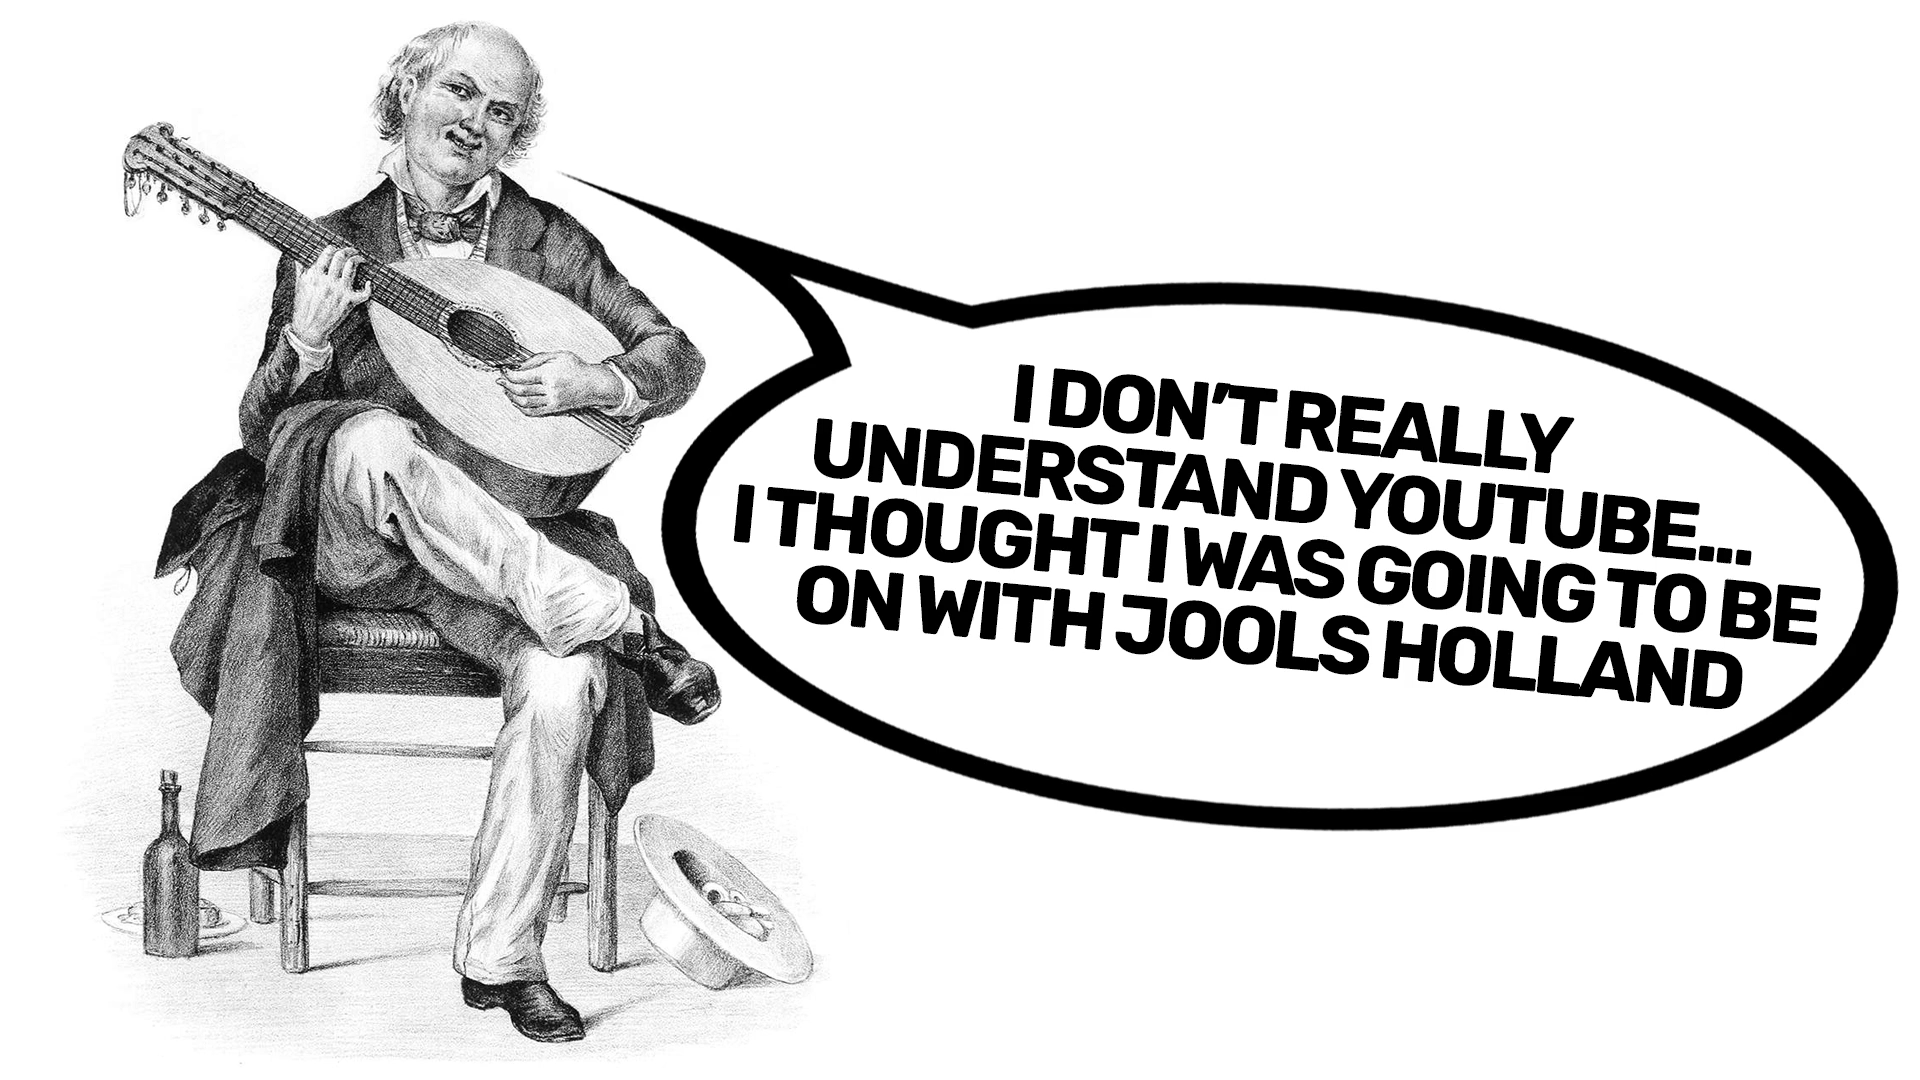 I DON'T REALLY
UNDERSTAND YOUTUBE...
I THOUGHT I WAS GOING TO BE
ON WITH JOOLS HOLLAND